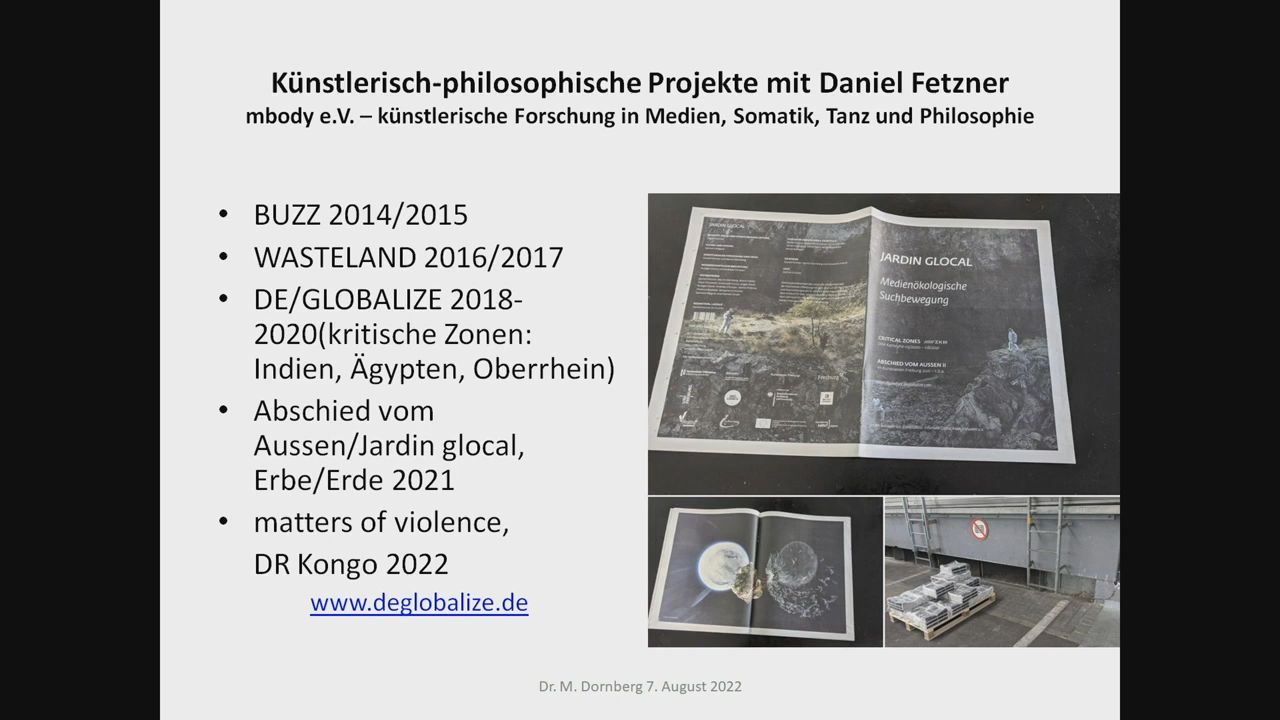 Künstlerisch-philosophische Projekte mit Daniel Fetzner
mbody e.V. – künstlerische Forschung in Medien, Somatik, Tanz und Philosophie
• BUZZ 2014/2015
• WASTELAND 2016/2017
• DE/GLOBALIZE 2018-
2020(kritische Zonen:
Indien, Ägypten, Oberrhein)
• Abschied vom
Aussen/Jardin glocal,
Erbe/Erde 2021
• matters of violence,
DR Kongo 2022
www.deglobalize.de
JARDIN GLOCAL
JARDIN GLOCAL
Medienökologische
Suchbewegung
CRITICAL ZONES
ABSCHIED VOM AUSSEN II
Dr. M. Dornberg 7. August 2022